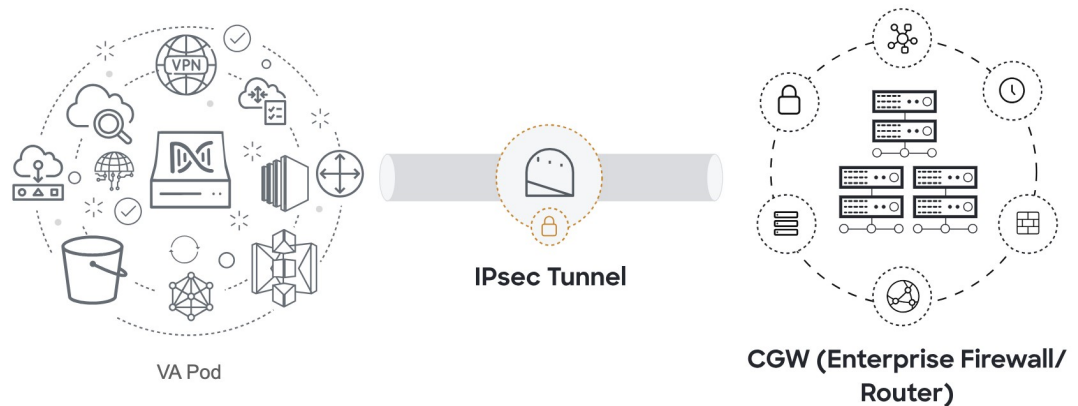 VPN
IPsec Tunnel
VA Pod
CGW (Enterprise Firewall/
Router)